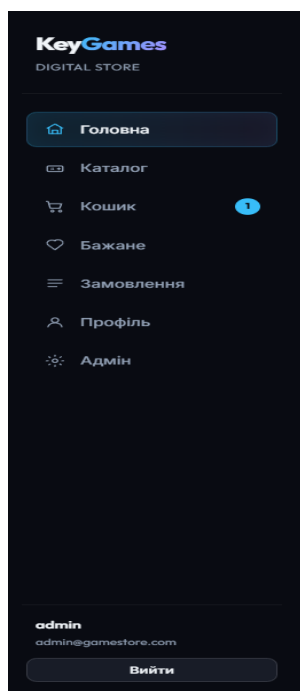 KeyGames
DIGITAL STORE
Головна
Каталог
Кошик 1
Бажане
Замовлення
Профіль
Адмін
admin
admin@gamestore.com
Вийти